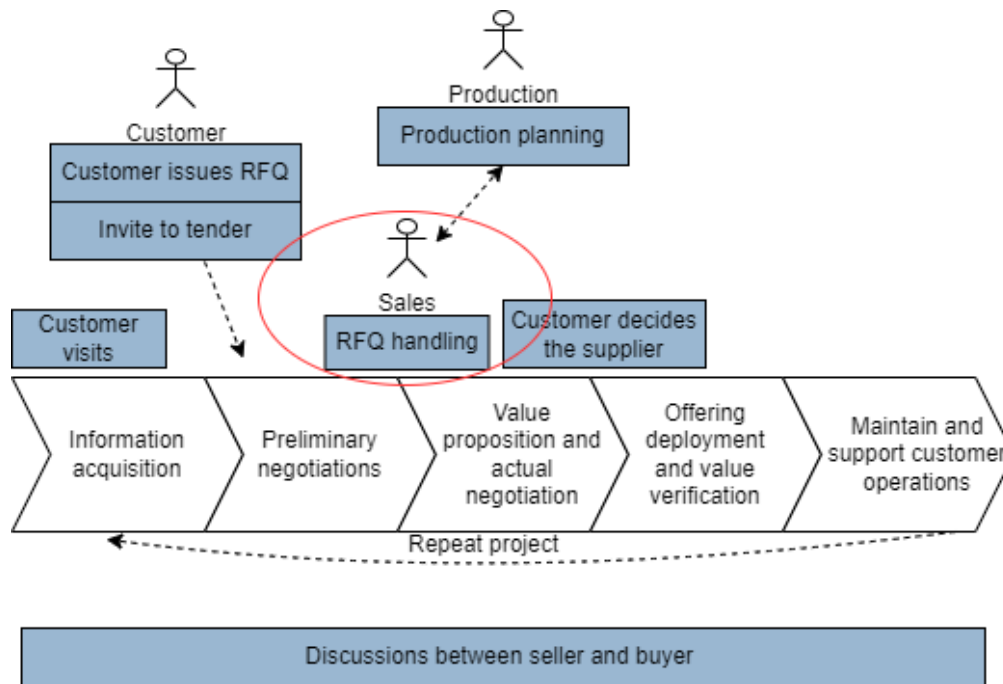 Production
Production planning
Customer
Customer issues RFQ
Invite to tender
Sales
RFQ handling
Customer
visits
Customer decides
the supplier
Information
acquisition
Preliminary
negotiations
Value
proposition and
actual
negotiation
Offering
deployment
and value
verification
Maintain and
support customer
operations
Repeat project
Discussions between seller and buyer